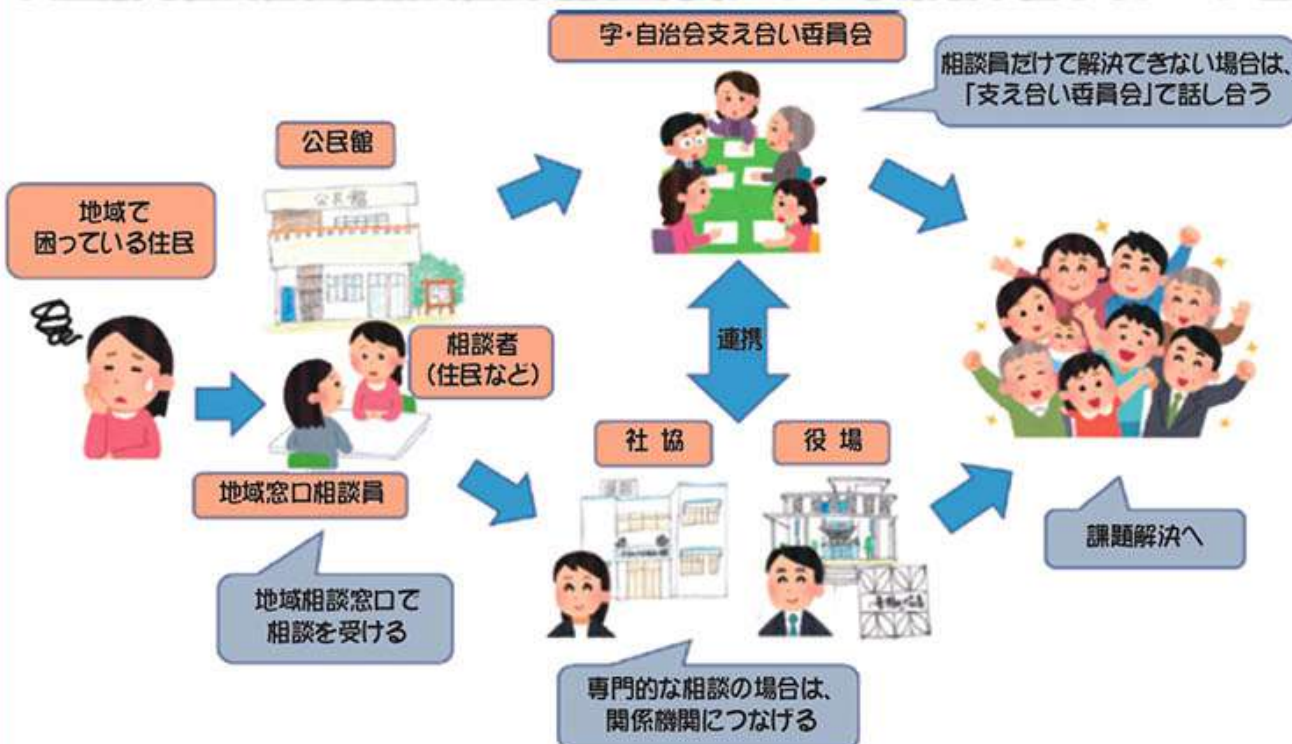 字・自治会支え合い委員会
相談員だけで解決できない場合は、
「支え合い委員会」で話し合う
公民館
公民館
地域で
困っている住民
相談者
(住民など)
連携
社協
役場
地域窓口相談員
課題解決へ
地域相談窓口で
相談を受ける
専門的な相談の場合は、
関係機関につなげる